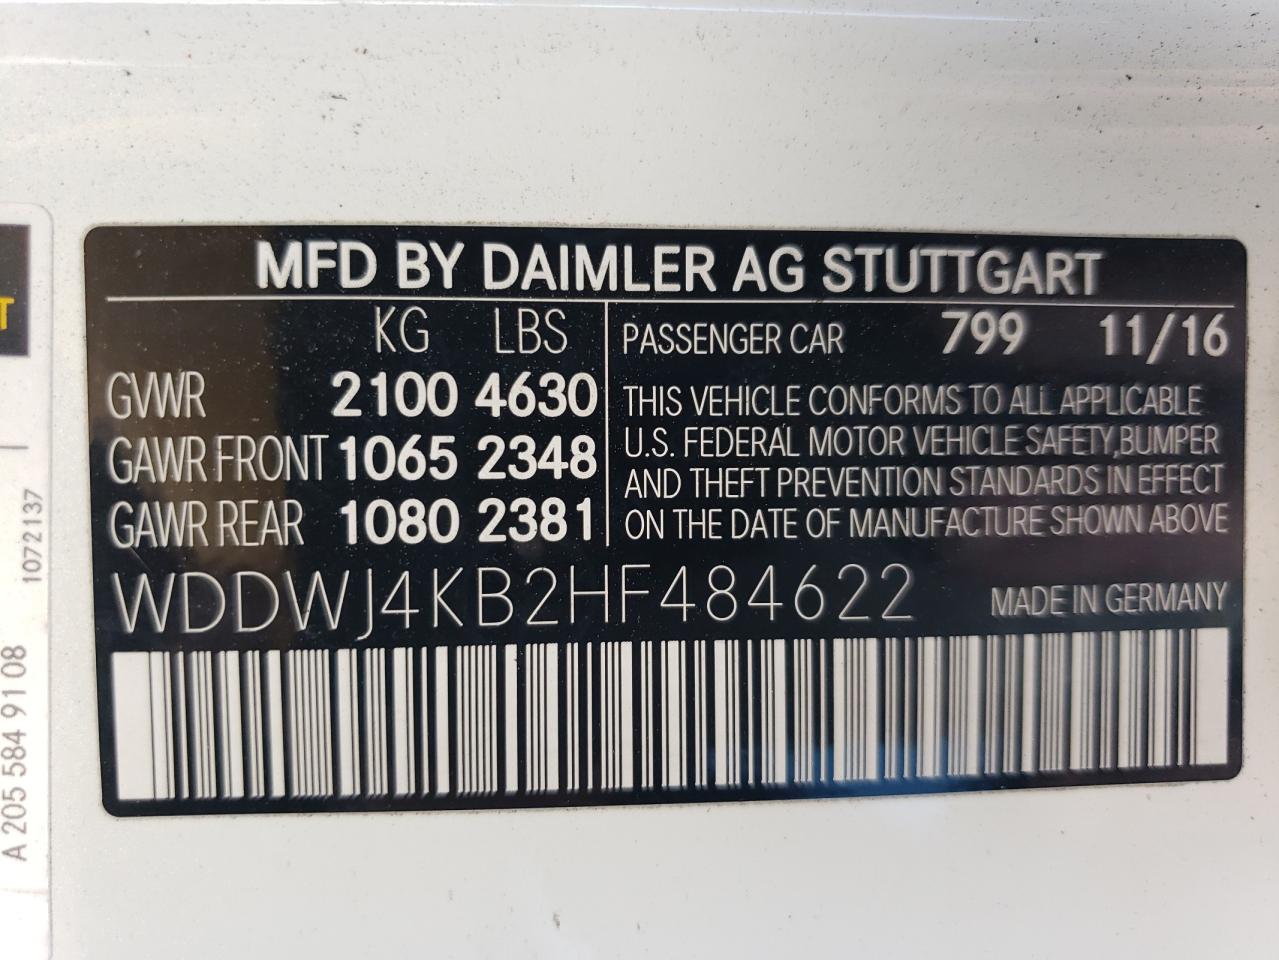 MFD BY DAIMLER AG STUTTGART
KG LBS
GVWR 2100 4630
GAWR FRONT 1065 2348
GAWR REAR 1080 2381
PASSENGER CAR 799 11/16
THIS VEHICLE CONFORMS TO ALL APPLICABLE
U.S. FEDERAL MOTOR VEHICLE SAFETY, BUMPER
AND THEFT PREVENTION STANDARDS IN EFFECT
ON THE DATE OF MANUFACTURE SHOWN ABOVE
WDDWJ4KB2HF484622
MADE IN GERMANY
T
1072137
A 205 584 91 08